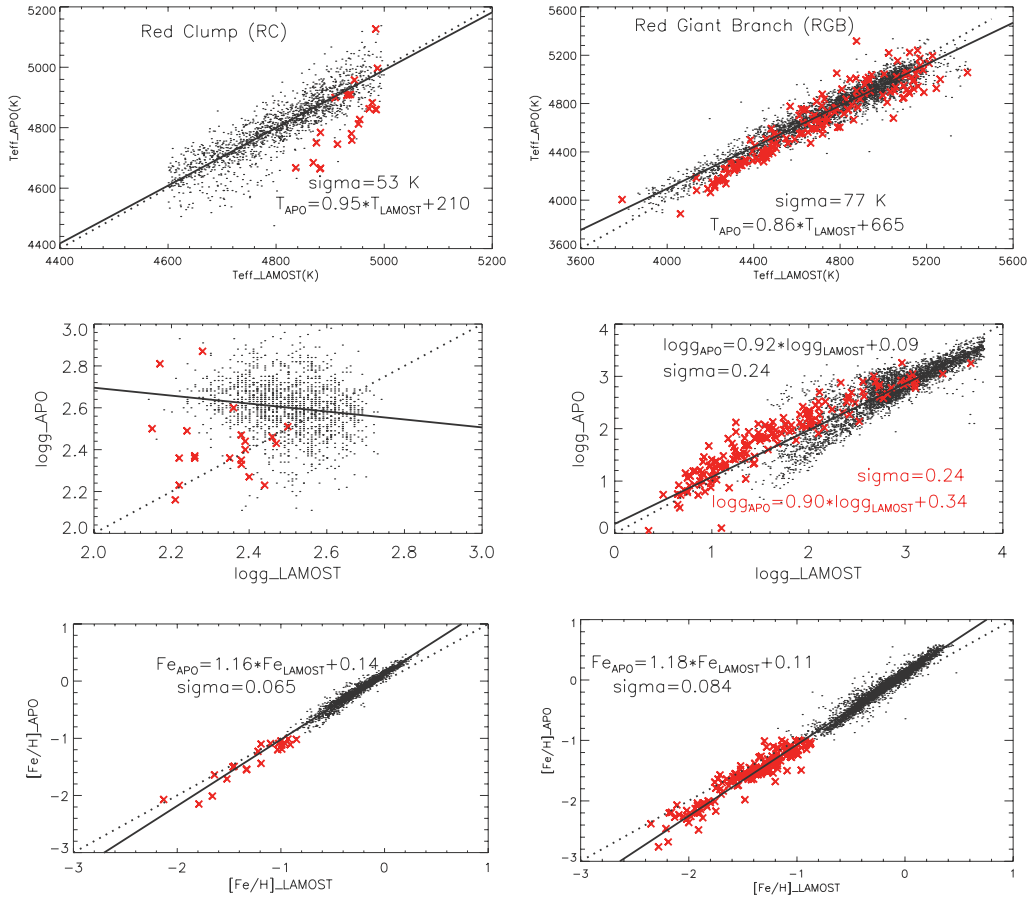 Red Clump (RC)
5200
5000
4800
4600
4400
Teff_APO(K)
sigma=53 K
T_APO=0.95*T_LAMOST+210
4400 4600 4800 5000 5200
Teff_LAMOST(K)
Red Giant Branch (RGB)
5600
5200
4800
4400
4000
3600
Teff_APO(K)
sigma=77 K
T_APO=0.86*T_LAMOST+665
3600 4000 4400 4800 5200 5600
Teff_LAMOST(K)
3.0
2.8
2.6
2.4
2.2
2.0
logg_APO
2.0 2.2 2.4 2.6 2.8 3.0
logg_LAMOST
4
3
2
1
0
logg_APO
logg_APO=0.92*logg_LAMOST+0.09
sigma=0.24
sigma=0.24
logg_APO=0.90*logg_LAMOST+0.34
0 1 2 3 4
logg_LAMOST
1
0
−1
−2
−3
[Fe/H]_APO
Fe_APO=1.16*Fe_LAMOST+0.14
sigma=0.065
−3 −2 −1 0 1
[Fe/H]_LAMOST
1
0
−1
−2
−3
[Fe/H]_APO
Fe_APO=1.18*Fe_LAMOST+0.11
sigma=0.084
−3 −2 −1 0 1
[Fe/H]_LAMOST